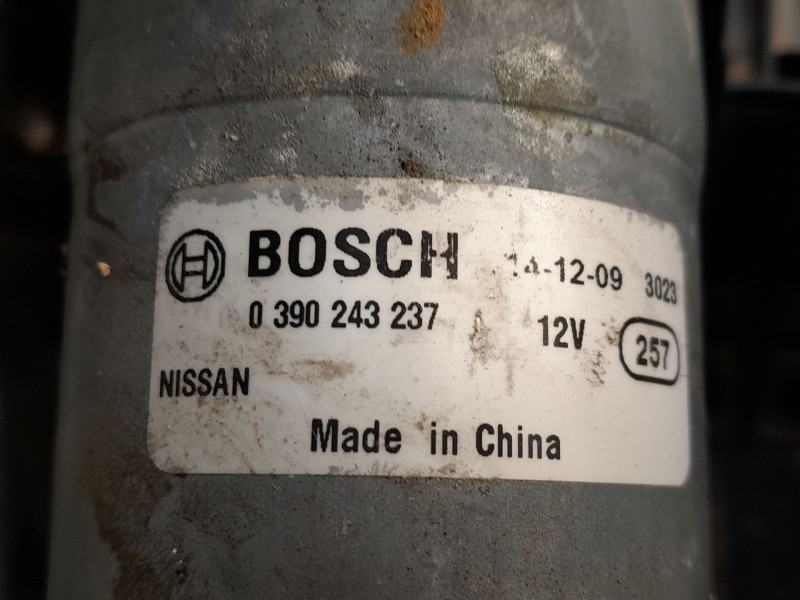 BOSCH 14-12-09 3023
0 390 243 237 12V 257
NISSAN
Made in China